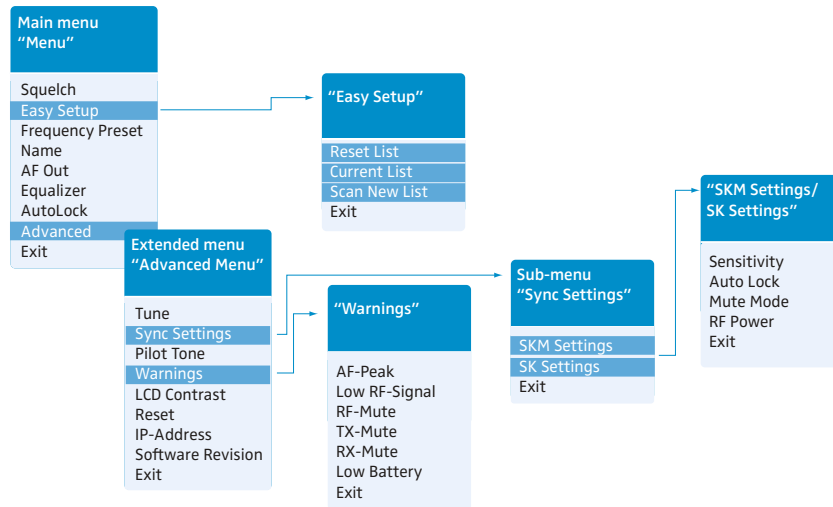 Main menu
“Menu”
Squelch
Easy Setup
Frequency Preset
Name
AF Out
Equalizer
AutoLock
Advanced
Exit
“Easy Setup”
Reset List
Current List
Scan New List
Exit
Extended menu
“Advanced Menu”
Tune
Sync Settings
Pilot Tone
Warnings
LCD Contrast
Reset
IP-Address
Software Revision
Exit
“Warnings”
AF-Peak
Low RF-Signal
RF-Mute
TX-Mute
RX-Mute
Low Battery
Exit
Sub-menu
“Sync Settings”
SKM Settings
SK Settings
Exit
“SKM Settings/
SK Settings”
Sensitivity
Auto Lock
Mute Mode
RF Power
Exit